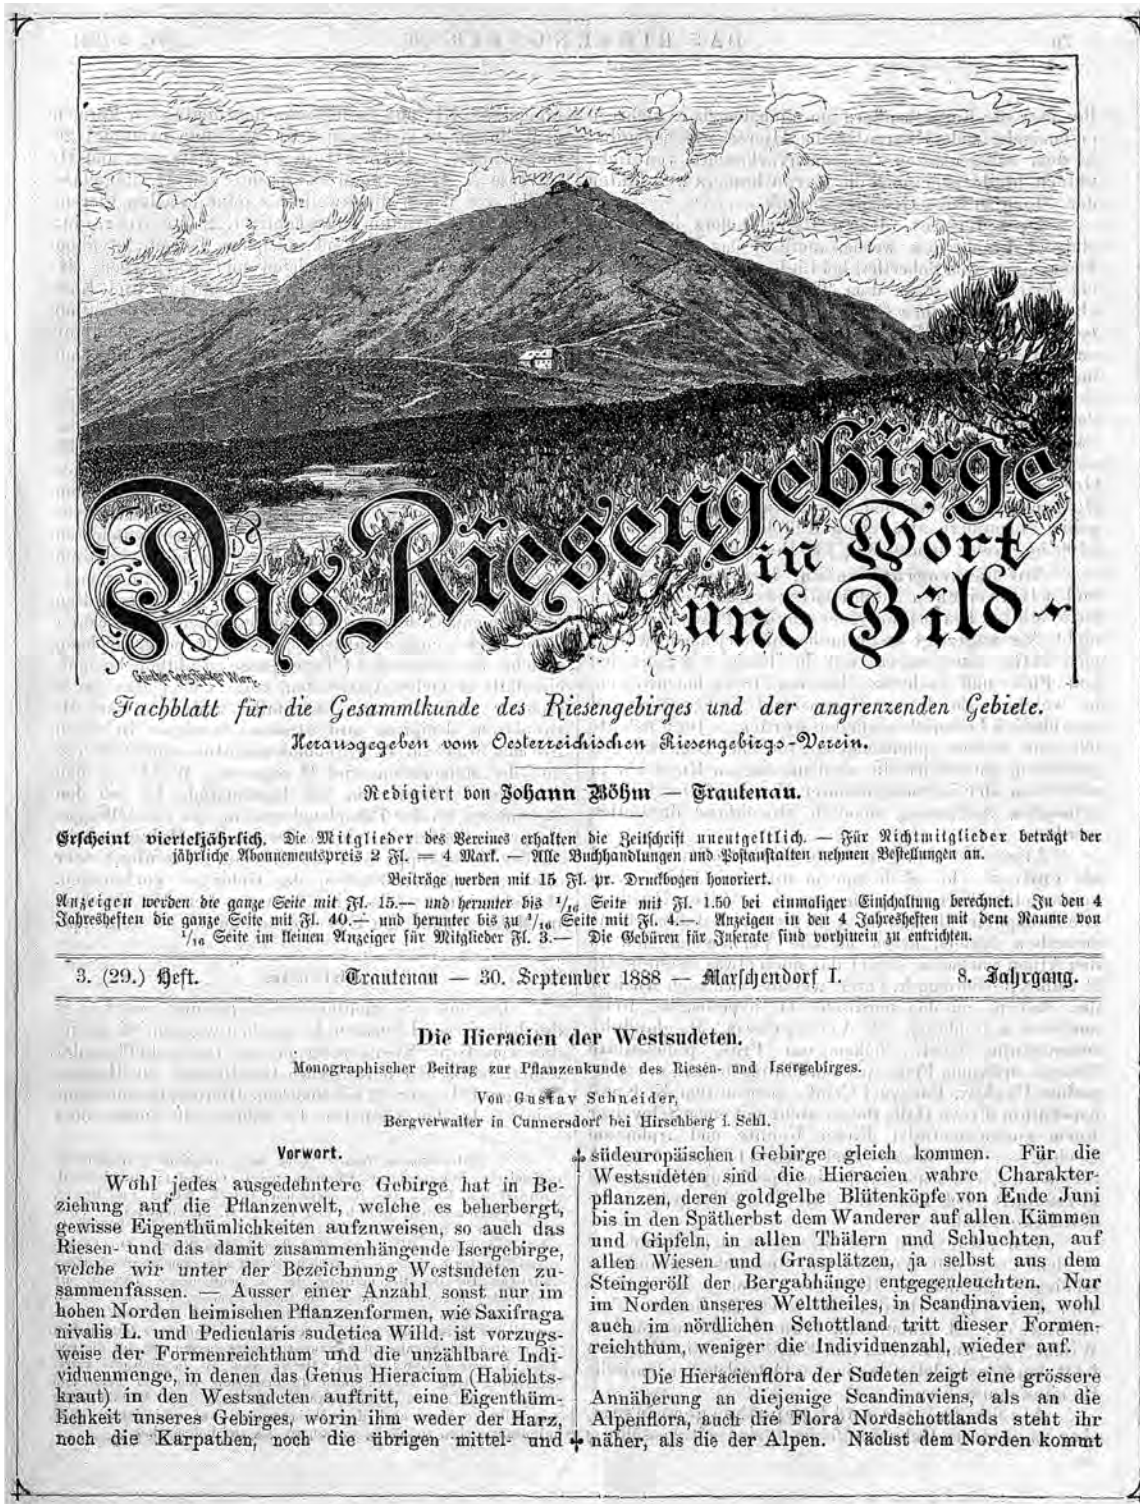 Das Riesengebirge
in Wort
und Bild
Fachblatt für die Gesammtkunde des Riesengebirges und der angrenzenden Gebiete.
Herausgegeben vom Oesterreichischen Riesengebirgs-Verein.
Redigiert von Johann Böhm — Trautenau.
Erscheint vierteljährlich. Die Mitglieder des Vereines erhalten die Zeitschrift unentgeltlich. — Für Nichtmitglieder beträgt der
jährliche Abonnementspreis 2 Fl. = 4 Mark. — Alle Buchhandlungen und Postanstalten nehmen Bestellungen an.
Beiträge werden mit 15 Fl. pr. Druckbogen honoriert.
Anzeigen werden die ganze Seite mit Fl. 15.— und herunter bis 1/16 Seite mit Fl. 1.50 bei einmaliger Einschaltung berechnet. In den 4
Jahresheften die ganze Seite mit Fl. 40.— und herunter bis zu 1/16 Seite mit Fl. 4.—. Anzeigen in den 4 Jahresheften mit dem Raume von
1/16 Seite im kleinen Anzeiger für Mitglieder Fl. 3.— Die Gebüren für Inserate sind vorhinein zu entrichten.
3. (29.) Heft. Trautenau — 30. September 1888 — Marschendorf I. 8. Jahrgang.
Die Hieracien der Westsudeten.
Monographischer Beitrag zur Pflanzenkunde des Riesen- und Isergebirges.
Von Gustav Schneider,
Bergverwalter in Cunnersdorf bei Hirschberg i. Schl.
Vorwort.
Wohl jedes ausgedehntere Gebirge hat in Be-
ziehung auf die Pflanzenwelt, welche es beherbergt,
gewisse Eigenthümlichkeiten aufzuweisen, so auch das
Riesen- und das damit zusammenhängende Isergebirge,
welche wir unter der Bezeichnung Westsudeten zu-
sammenfassen. — Ausser einer Anzahl sonst nur im
hohen Norden heimischen Pflanzenformen, wie Saxifraga
nivalis L. und Pedicularis sudetica Willd. ist vorzugs-
weise der Formenreichthum und die unzählbare Indi-
viduenmenge, in denen das Genus Hieracium (Habichts-
kraut) in den Westsudeten auftritt, eine Eigenthüm-
lichkeit unseres Gebirges, worin ihm weder der Harz,
noch die Karpathen, noch die übrigen mittel- und
südeuropäischen Gebirge gleich kommen. Für die
Westsudeten sind die Hieracien wahre Charakter-
pflanzen, deren goldgelbe Blütenköpfe von Ende Juni
bis in den Spätherbst dem Wanderer auf allen Kämmen
und Gipfeln, in allen Thälern und Schluchten, auf
allen Wiesen und Grasplätzen, ja selbst aus dem
Steingeröll der Bergabhänge entgegenleuchten. Nur
im Norden unseres Welttheiles, in Scandinavien, wohl
auch im nördlichen Schottland tritt dieser Formen-
reichthum, weniger die Individuenzahl, wieder auf.
Die Hieracienflora der Sudeten zeigt eine grössere
Annäherung an diejenige Scandinaviens, als an die
Alpenflora, auch die Flora Nordschottlands steht ihr
näher, als die der Alpen. Nächst dem Norden kommt